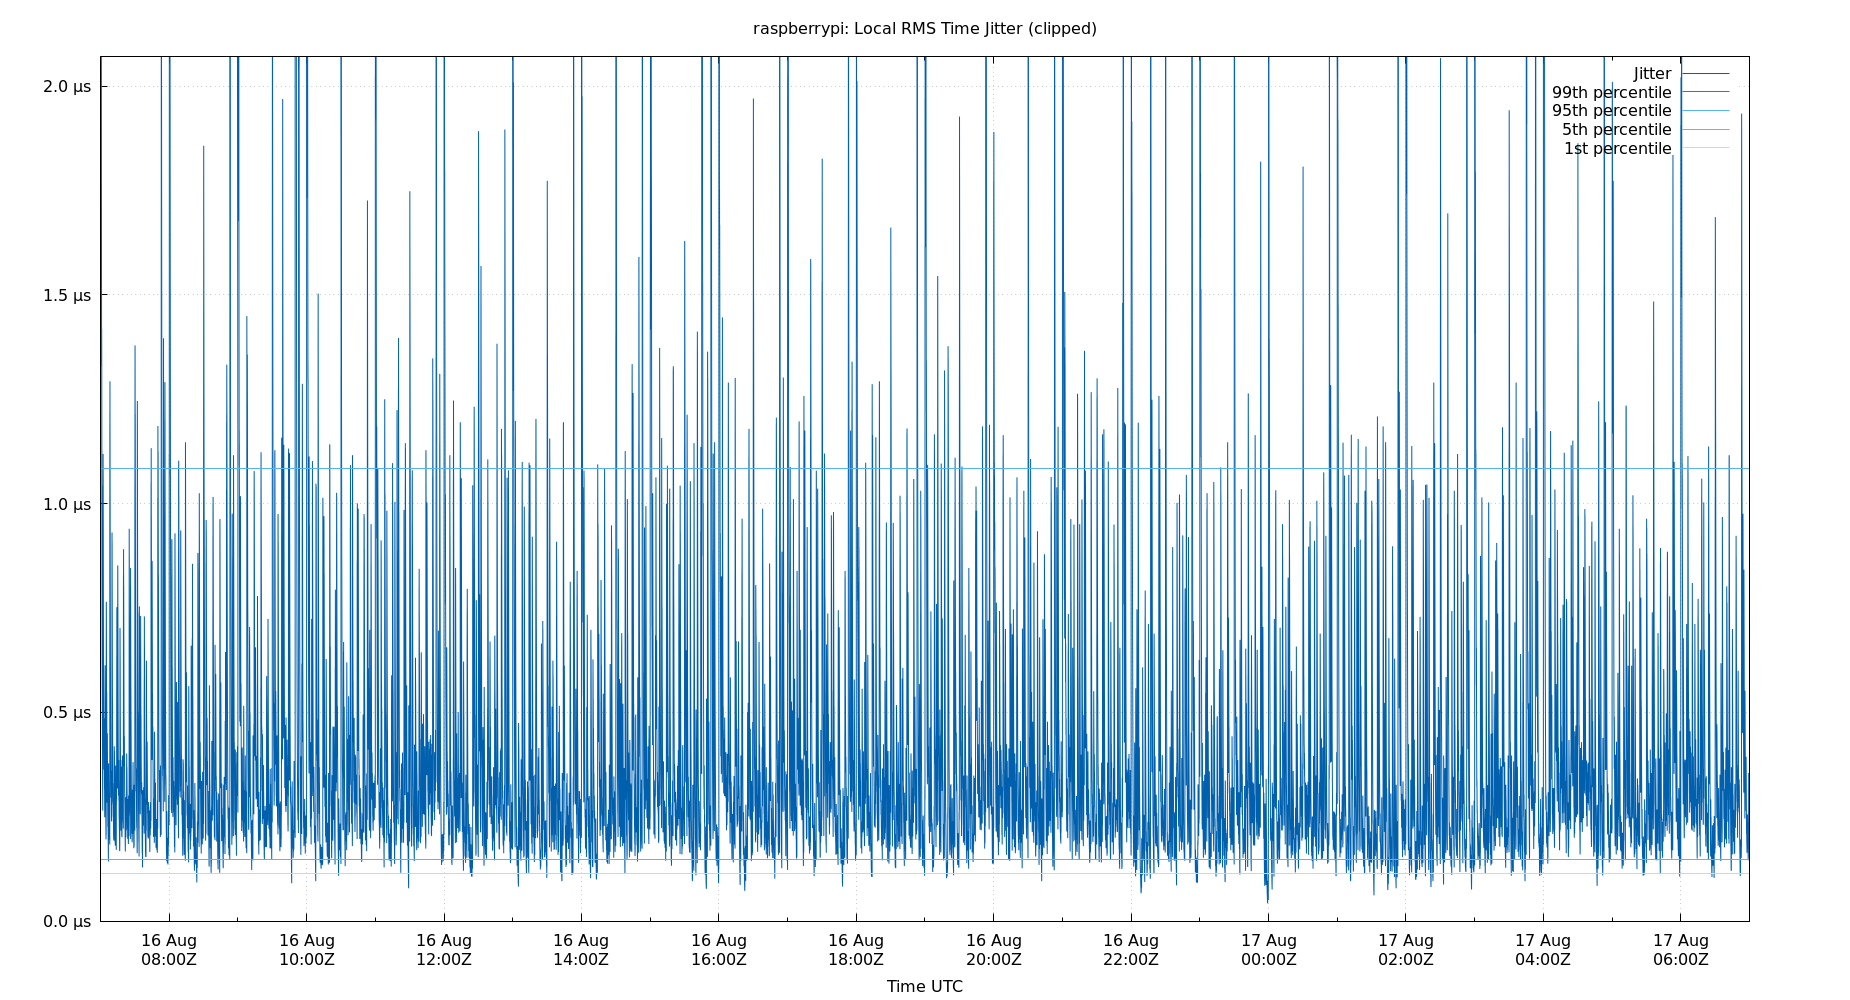 raspberrypi: Local RMS Time Jitter (clipped)
2.0 µs
1.5 µs
1.0 µs
0.5 µs
0.0 µs
Jitter
99th percentile
95th percentile
5th percentile
1st percentile
16 Aug 16 Aug 16 Aug 16 Aug 16 Aug 16 Aug 16 Aug 16 Aug 17 Aug 17 Aug 17 Aug 17 Aug
08:00Z 10:00Z 12:00Z 14:00Z 16:00Z 18:00Z 20:00Z 22:00Z 00:00Z 02:00Z 04:00Z 06:00Z
Time UTC